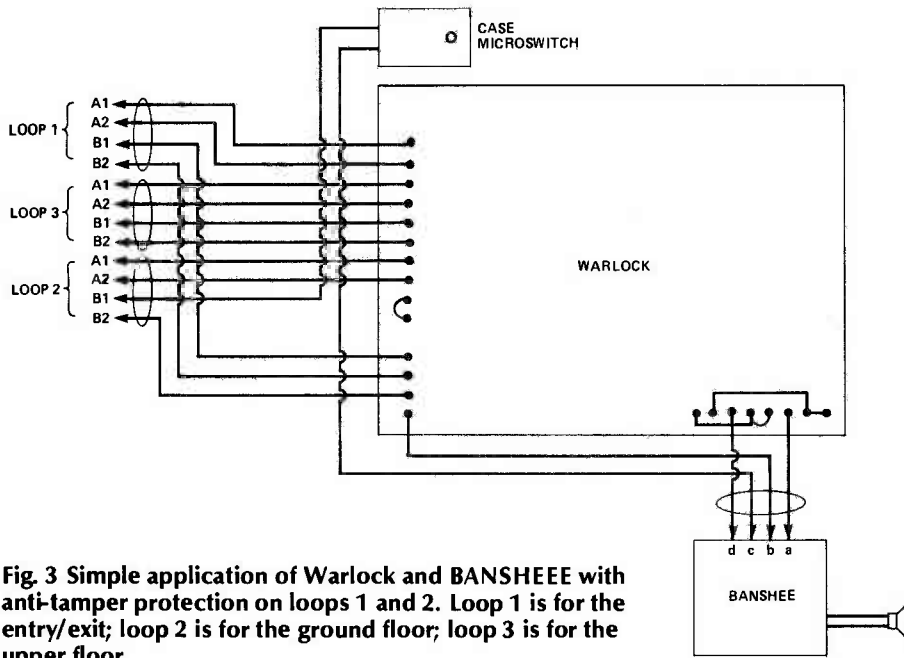 CASE
MICROSWITCH
A1
A2
LOOP 1
B1
B2
A1
A2
LOOP 3
B1
B2
A1
A2
LOOP 2
B1
B2
WARLOCK
d c b a
BANSHEE
Fig. 3 Simple application of Warlock and BANSHEEE with
anti-tamper protection on loops 1 and 2. Loop 1 is for the
entry/exit; loop 2 is for the ground floor; loop 3 is for the
upper floor